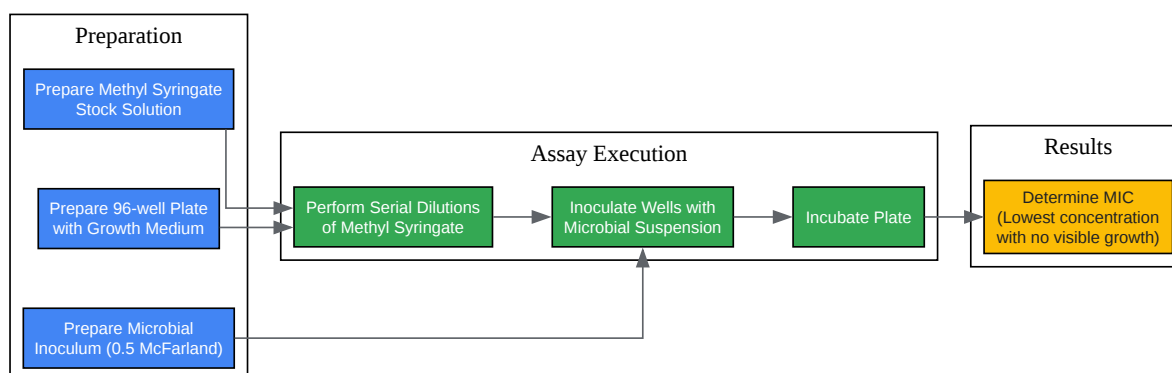 Preparation
Prepare Methyl Syringate
Stock Solution
Prepare 96-well Plate
with Growth Medium
Prepare Microbial
Inoculum (0.5 McFarland)
Assay Execution
Perform Serial Dilutions
of Methyl Syringate
Inoculate Wells with
Microbial Suspension
Incubate Plate
Results
Determine MIC
(Lowest concentration
with no visible growth)